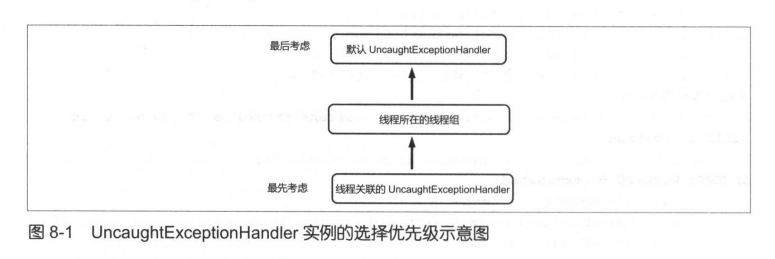 最后考虑
默认 UncaughtExceptionHandler
线程所在的线程组
最先考虑
线程关联的 UncaughtExceptionHandler
图 8-1 UncaughtExceptionHandler 实例的选择优先级示意图